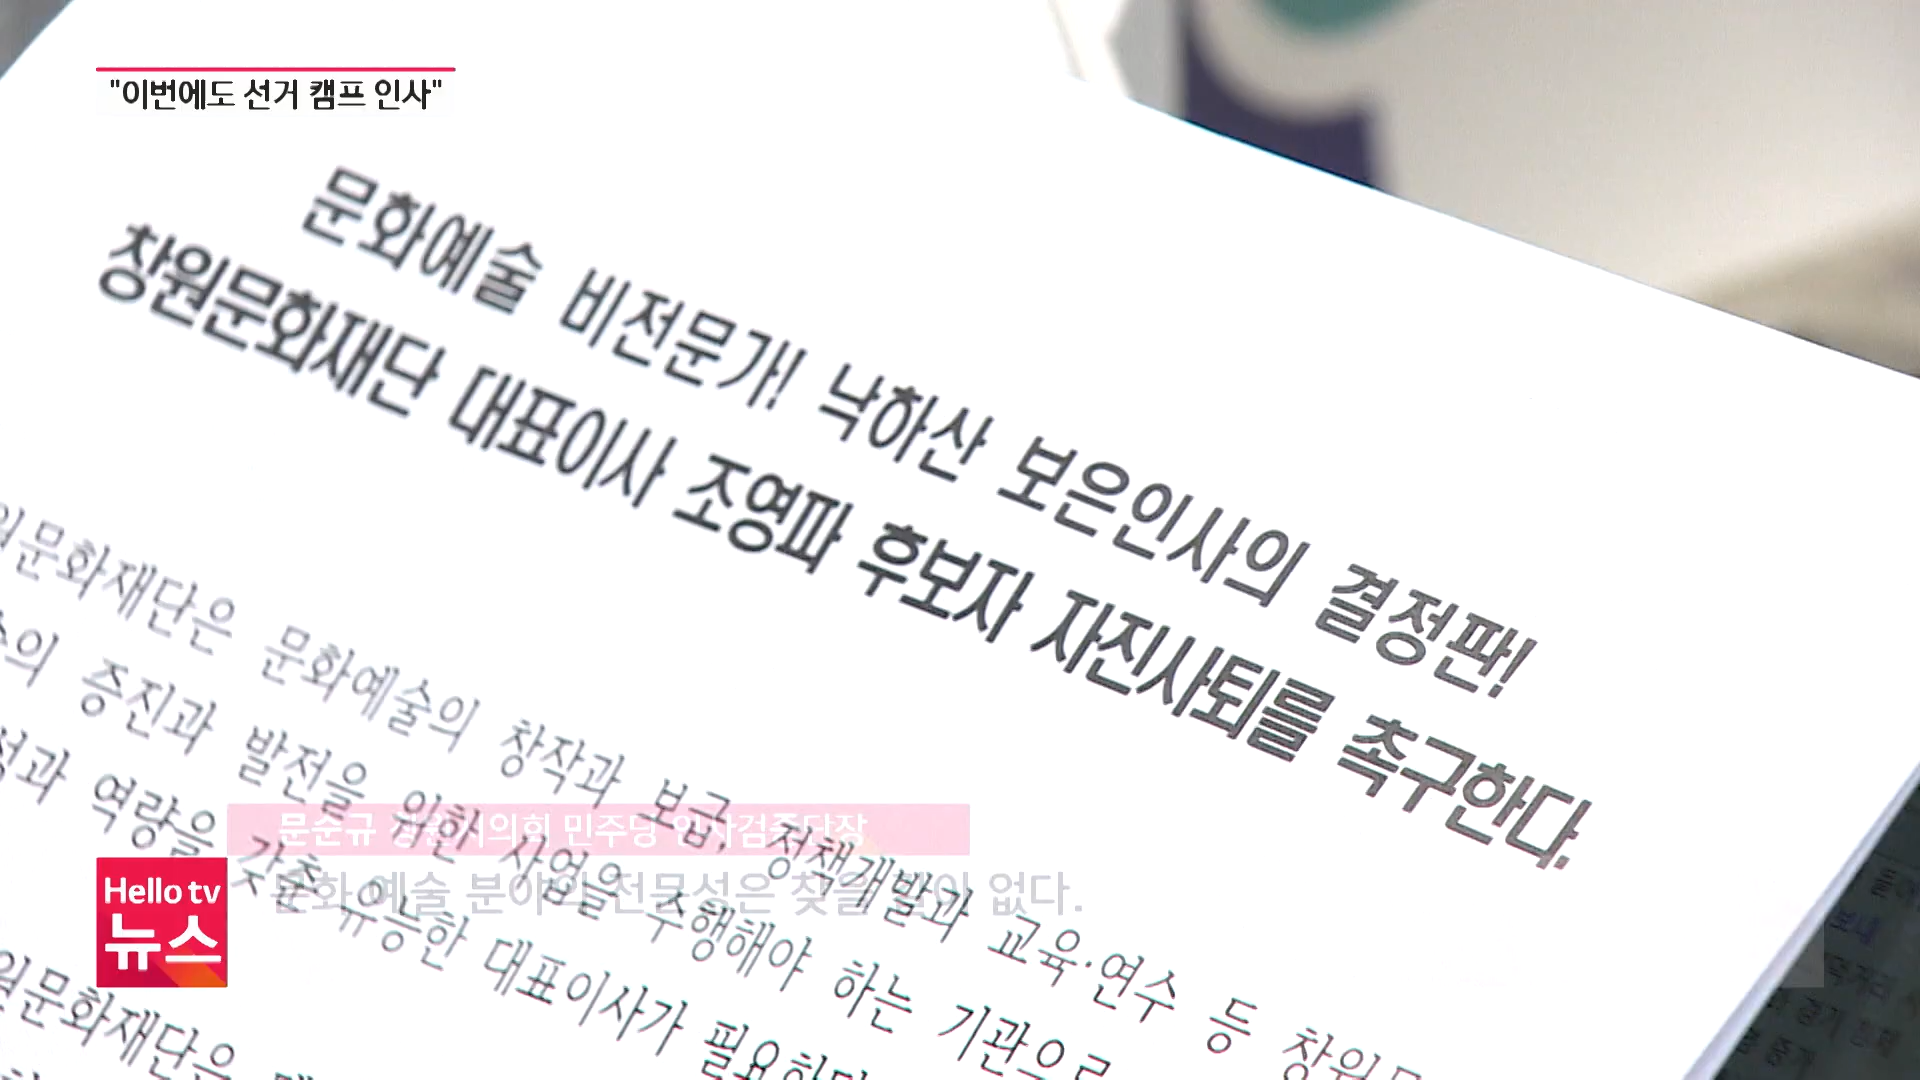 "이번에도 선거 캠프 인사"
문화예술 비전문가! 낙하산 보은인사의 결정판!
창원문화재단 대표이사 조영파 후보자 자진사퇴를 촉구한다.
원문화재단은 문화예술의 창작과 보급, 정책개발과 교육·연수 등 창원
의 증진과 발전을 위한 사업을 수행해야 하는 기관으로
성과 역량을 갖춘 유능한 대표이사가 필요하다
원문화재단은
문순규 창원시의회 민주당 인사검증단장
문화 예술 분야의 전문성은 찾을 없다.
Hello tv
뉴스